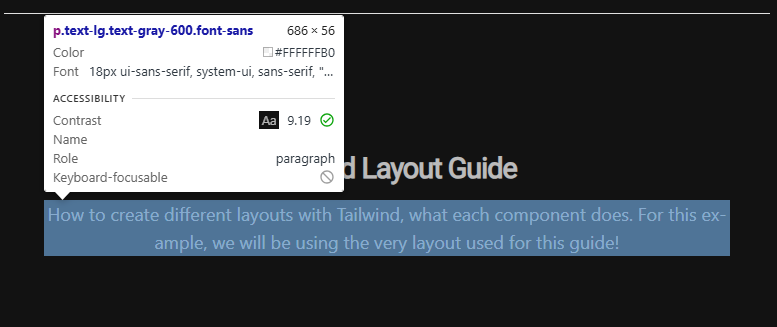 p.text-lg.text-gray-600.font-sans 686 × 56
Color #FFFFFFB0
Font 18px ui-sans-serif, system-ui, sans-serif, "...
ACCESSIBILITY
Contrast Aa 9.19
Name
Role paragraph
Keyboard-focusable
d Layout Guide
How to create different layouts with Tailwind, what each component does. For this ex-
ample, we will be using the very layout used for this guide!